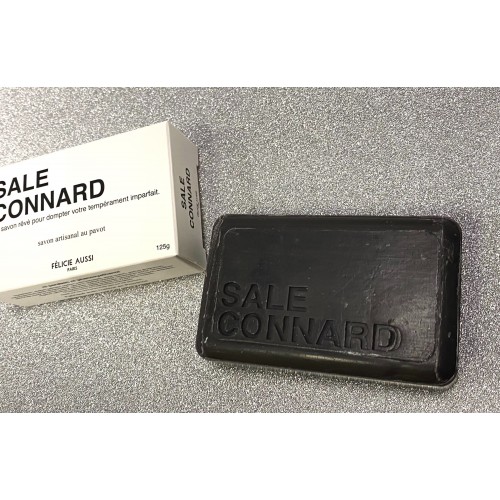 SALE
CONNARD
savon rêvé pour dompter votre tempérament imparfait.
savon artisanal au pavot
125g
FÉLICIE AUSSI
PARIS
SALE
CONNARD
SALE
CONNARD